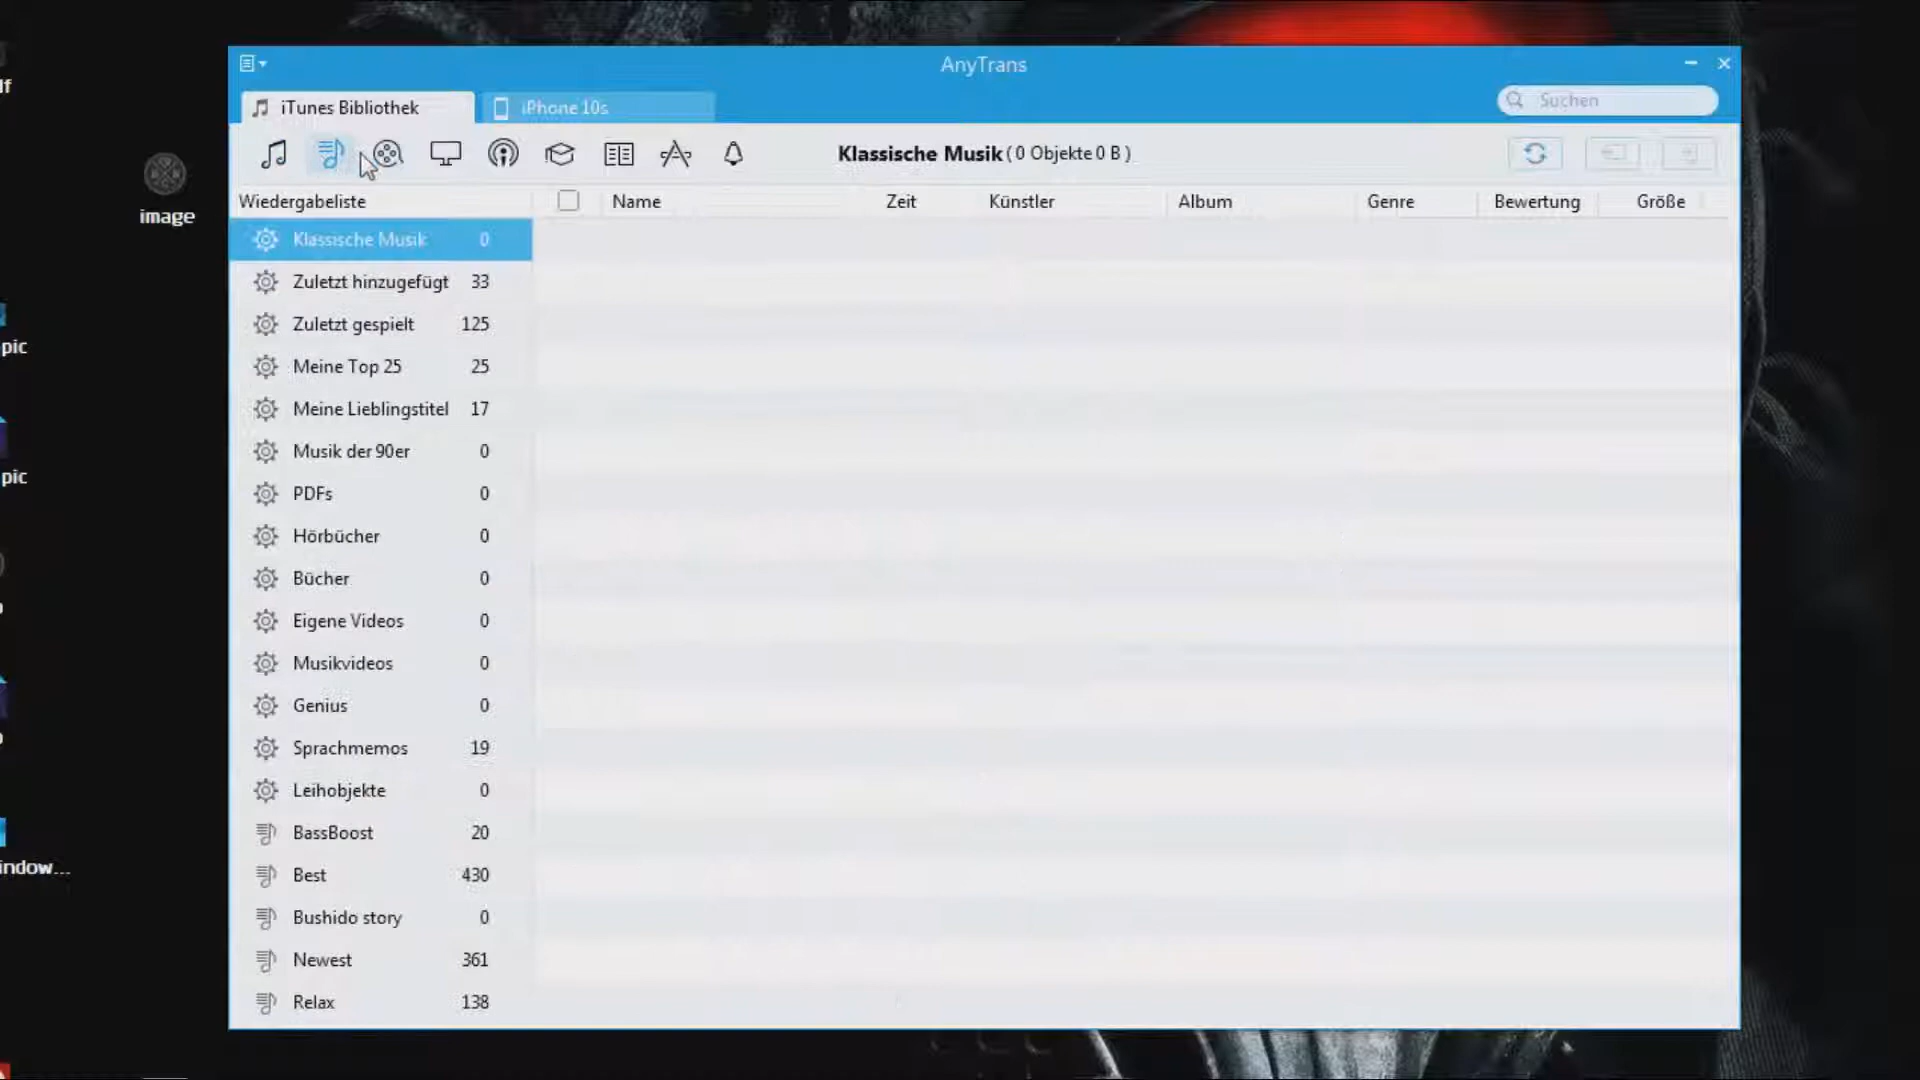 AnyTrans
iTunes Bibliothek
iPhone 10s
Suchen
Klassische Musik ( 0 Objekte 0 B )
Wiedergabeliste
Name
Zeit
Künstler
Album
Genre
Bewertung
Größe
Klassische Musik 0
Zuletzt hinzugefügt 33
Zuletzt gespielt 125
Meine Top 25 25
Meine Lieblingstitel 17
Musik der 90er 0
PDFs 0
Hörbücher 0
Bücher 0
Eigene Videos 0
Musikvideos 0
Genius 0
Sprachmemos 19
Leihobjekte 0
BassBoost 20
Best 430
Bushido story 0
Newest 361
Relax 138
image
pic
pic
indow...